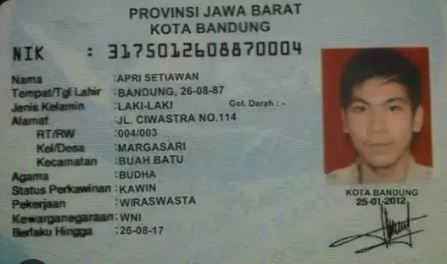 PROVINSI JAWA BARAT
KOTA BANDUNG
NIK : 3175012608870004
Nama : APRI SETIAWAN
Tempat/Tgl Lahir : BANDUNG, 26-08-87
Jenis Kelamin : LAKI-LAKI Gol. Darah : -
Alamat : JL. CIWASTRA NO.114
RT/RW : 004/003
Kel/Desa : MARGASARI
Kecamatan : BUAH BATU
Agama : BUDHA
Status Perkawinan : KAWIN
Pekerjaan : WIRASWASTA
Kewarganegaraan : WNI
Berlaku Hingga : 26-08-17
KOTA BANDUNG
25-01-2012